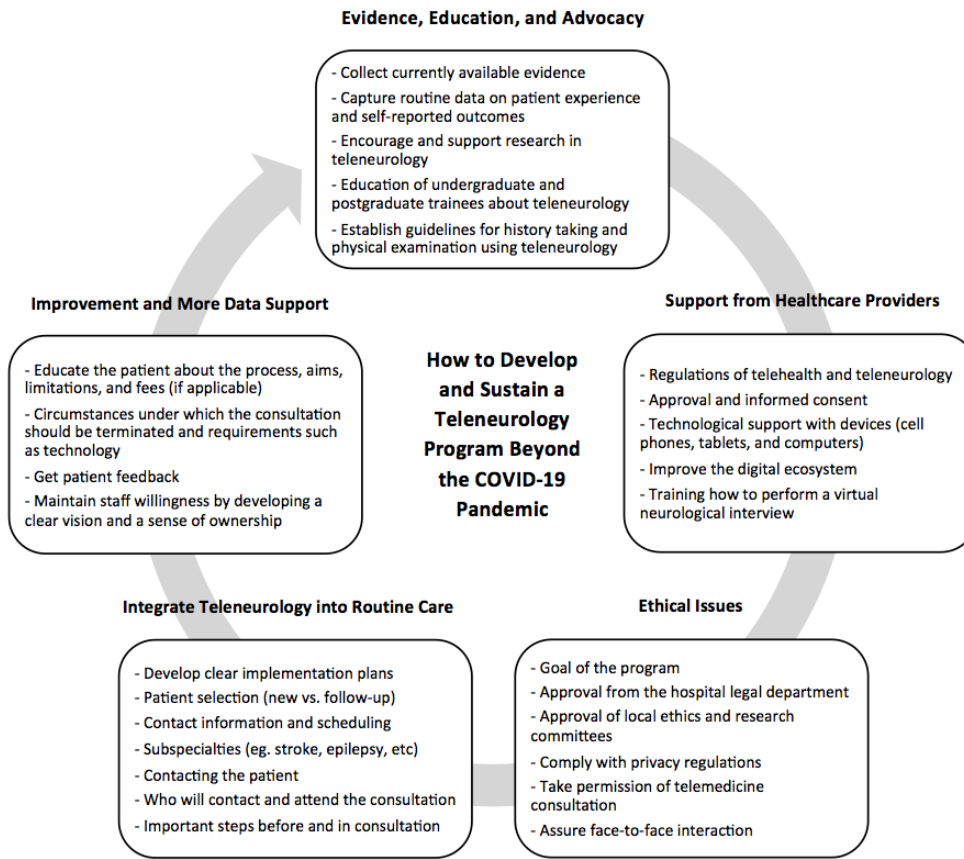 Evidence, Education, and Advocacy
- Collect currently available evidence
- Capture routine data on patient experience
and self-reported outcomes
- Encourage and support research in
teleneurology
- Education of undergraduate and
postgraduate trainees about teleneurology
- Establish guidelines for history taking and
physical examination using teleneurology
Improvement and More Data Support
- Educate the patient about the process, aims,
limitations, and fees (if applicable)
- Circumstances under which the consultation
should be terminated and requirements such
as technology
- Get patient feedback
- Maintain staff willingness by developing a
clear vision and a sense of ownership
How to Develop
and Sustain a
Teleneurology
Program Beyond
the COVID-19
Pandemic
Support from Healthcare Providers
- Regulations of telehealth and teleneurology
- Approval and informed consent
- Technological support with devices (cell
phones, tablets, and computers)
- Improve the digital ecosystem
- Training how to perform a virtual
neurological interview
Integrate Teleneurology into Routine Care
- Develop clear implementation plans
- Patient selection (new vs. follow-up)
- Contact information and scheduling
- Subspecialties (eg. stroke, epilepsy, etc)
- Contacting the patient
- Who will contact and attend the consultation
- Important steps before and in consultation
Ethical Issues
- Goal of the program
- Approval from the hospital legal department
- Approval of local ethics and research
committees
- Comply with privacy regulations
- Take permission of telemedicine
consultation
- Assure face-to-face interaction